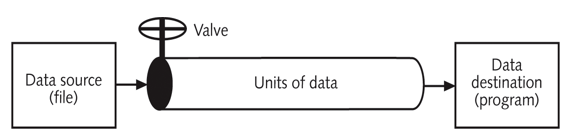 Valve
Data source
(file)
Units of data
Data
destination
(program)